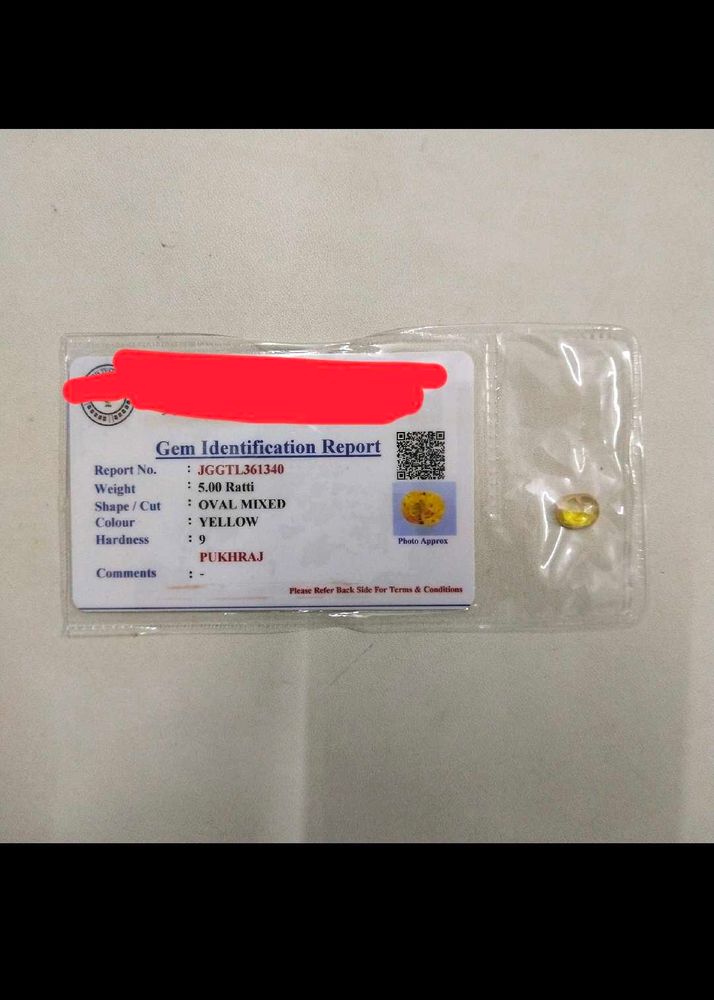 Gem Identification Report
Report No. : JGGTL361340
Weight : 5.00 Ratti
Shape / Cut : OVAL MIXED
Colour : YELLOW
Hardness : 9
PUKHRAJ
Comments : -
Photo Approx
Please Refer Back Side For Terms & Conditions